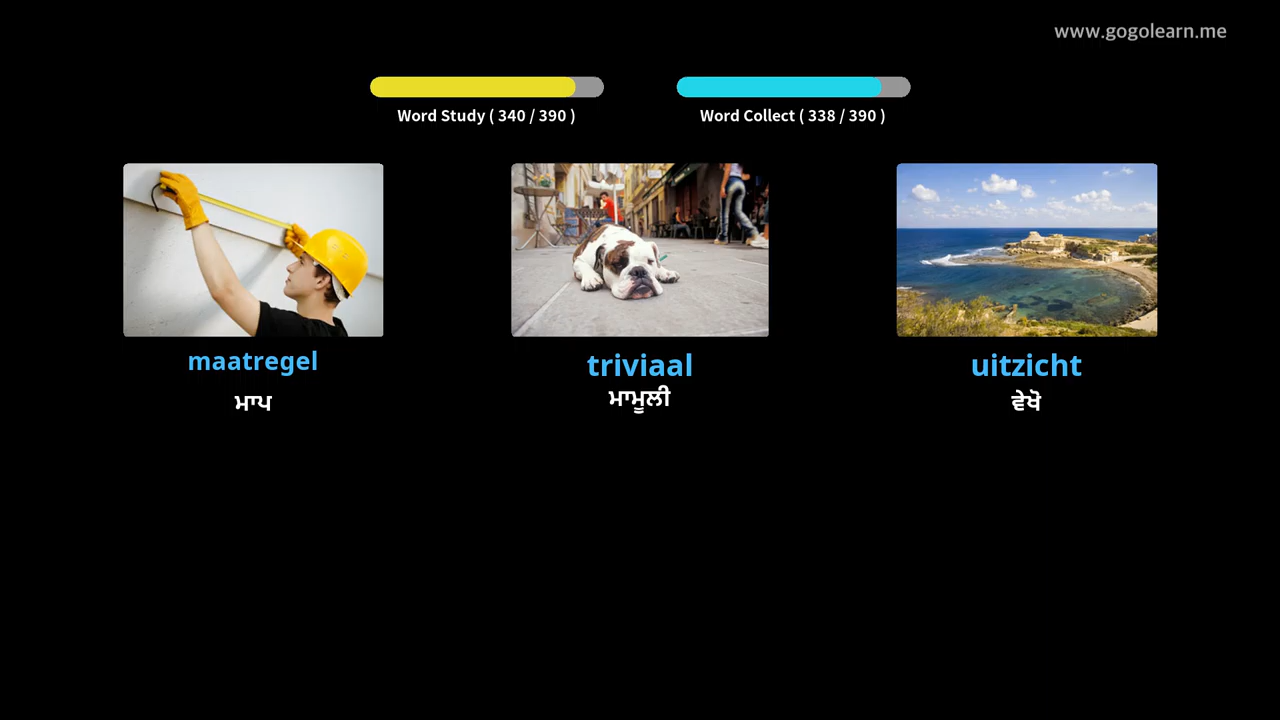 www.gogolearn.me
Word Study ( 340 / 390 )
Word Collect ( 338 / 390 )
maatregel
ਮਾਪ
triviaal
ਮਾਮੂਲੀ
uitzicht
ਵੇਖੋ